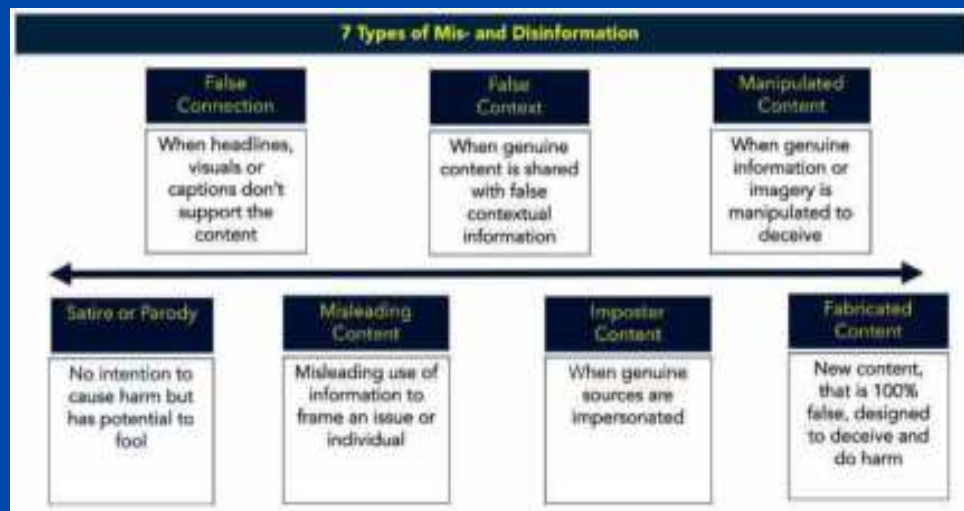 7 Types of Mis- and Disinformation
False
Connection
When headlines,
visuals or
captions don't
support the
content
False
Context
When genuine
content is shared
with false
contextual
information
Manipulated
Content
When genuine
information or
imagery is
manipulated to
deceive
Satire or Parody
No intention to
cause harm but
has potential to
fool
Misleading
Content
Misleading use of
information to
frame an issue or
individual
Imposter
Content
When genuine
sources are
impersonated
Fabricated
Content
New content,
that is 100%
false, designed
to deceive and
do harm